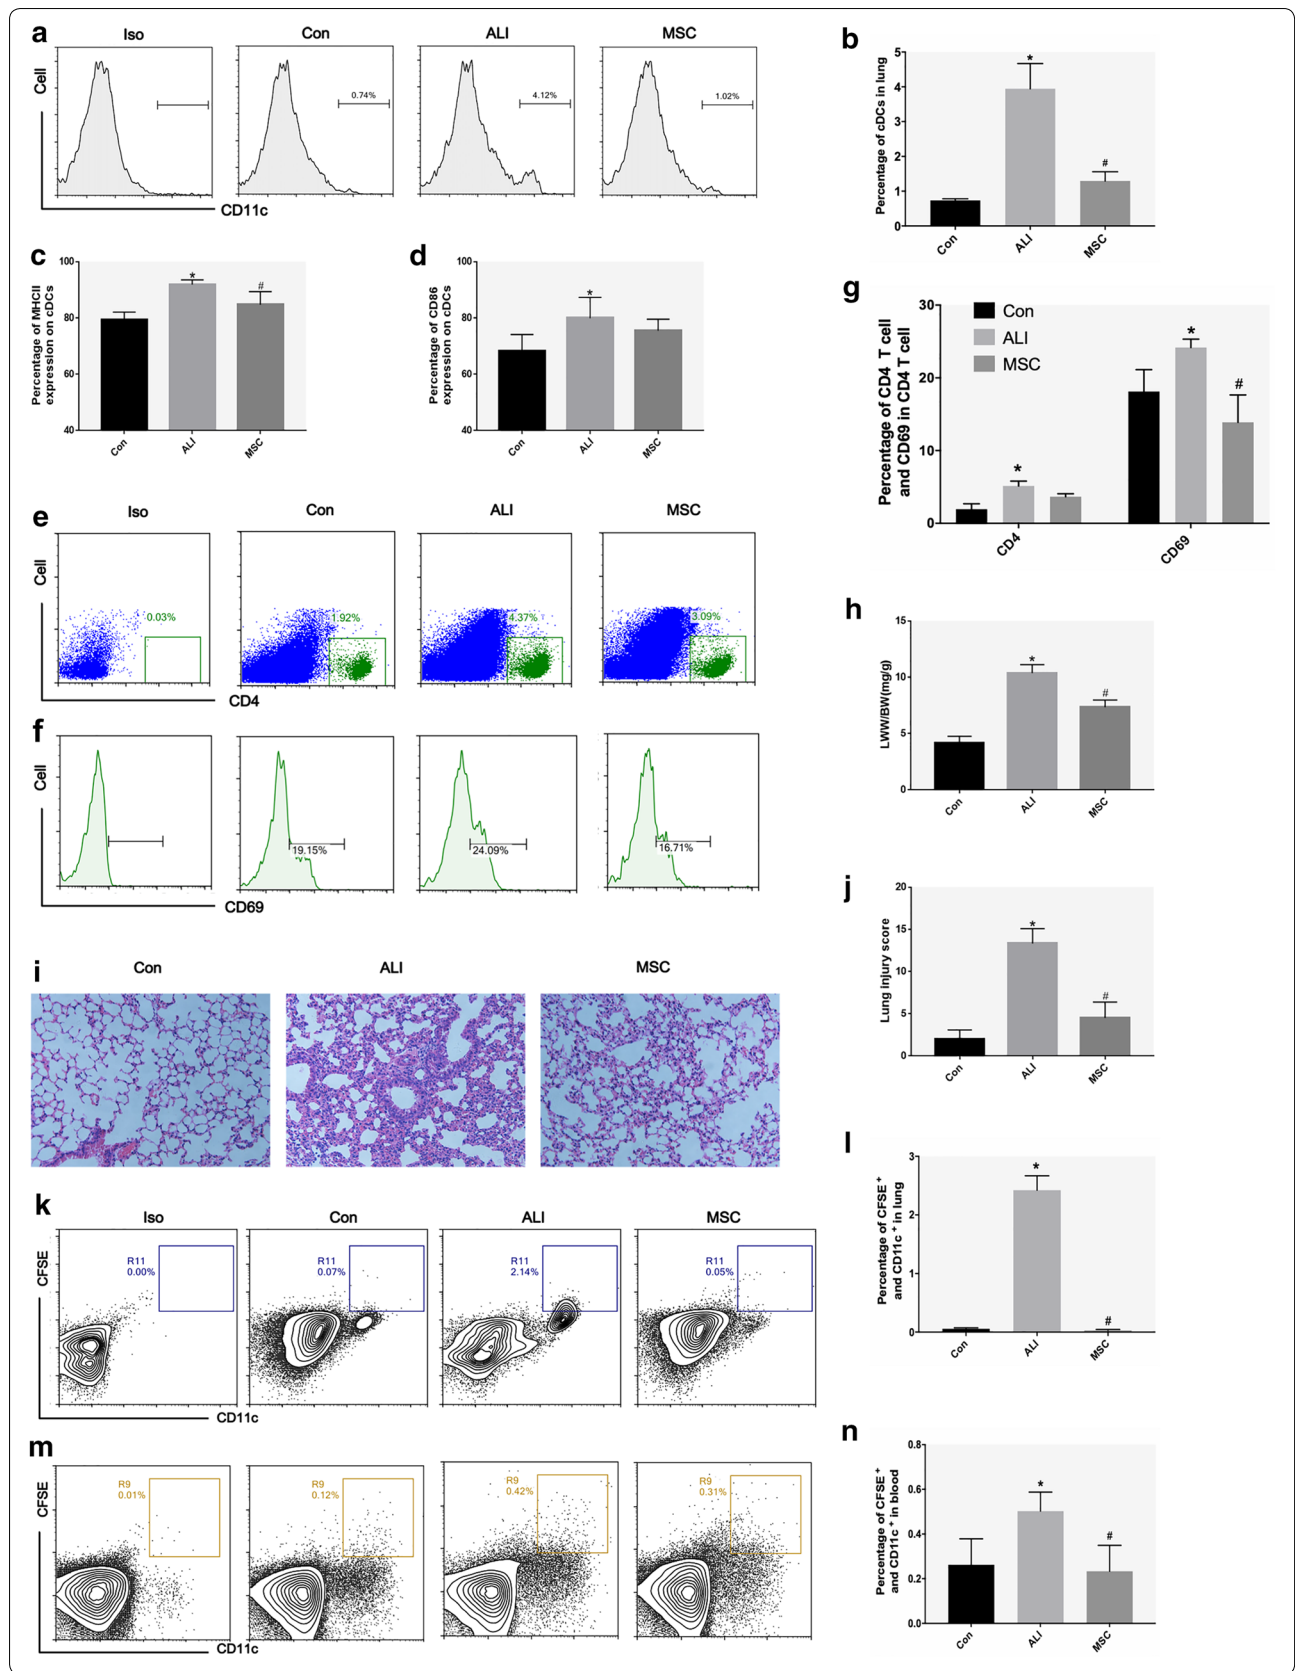 a
Iso
Con
ALI
MSC
Cell
0.74%
4.12%
1.02%
CD11c
b
Percentage of cDCs in lung
5
4
3
2
1
0
*
#
Con
ALI
MSC
c
Percentage of MHCII
expression on cDCs
100
80
60
40
*
#
Con
ALI
MSC
d
Percentage of CD86
expression on cDCs
100
80
60
40
*
Con
ALI
MSC
g
Percentage of CD4 T cell
and CD69 in CD4 T cell
30
20
10
0
Con
ALI
MSC
*
*
#
CD4
CD69
e
Iso
Con
ALI
MSC
Cell
0.03%
1.92%
4.37%
3.09%
CD4
f
Cell
19.15%
24.09%
16.71%
CD69
h
LWW/BW(mg/g)
15
10
5
0
*
#
Con
ALI
MSC
i
Con
ALI
MSC
j
Lung injury score
20
15
10
5
0
*
#
Con
ALI
MSC
k
Iso
Con
ALI
MSC
CFSE
R11
0.00%
R11
0.07%
R11
2.14%
R11
0.05%
CD11c
l
Percentage of CFSE+
and CD11c + in lung
3
2
1
0
*
#
Con
ALI
MSC
m
CFSE
R9
0.01%
R9
0.12%
R9
0.42%
R9
0.31%
CD11c
n
Percentage of CFSE+
and CD11c + in blood
0.8
0.6
0.4
0.2
0.0
*
#
Con
ALI
MSC